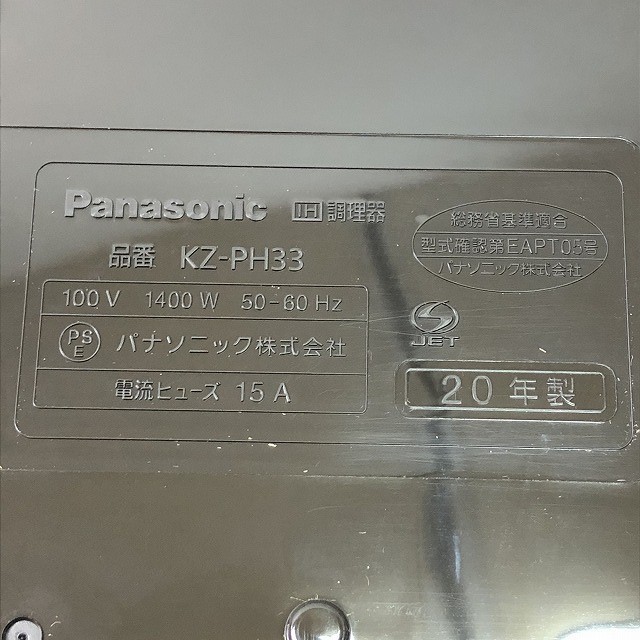 Panasonic IH調理器
品番 KZ-PH33
100V 1400W 50-60Hz
PS E パナソニック株式会社
電流ヒューズ 15A
総務省基準適合
型式確認第EAPT05号
パナソニック株式会社
S JET
20年製